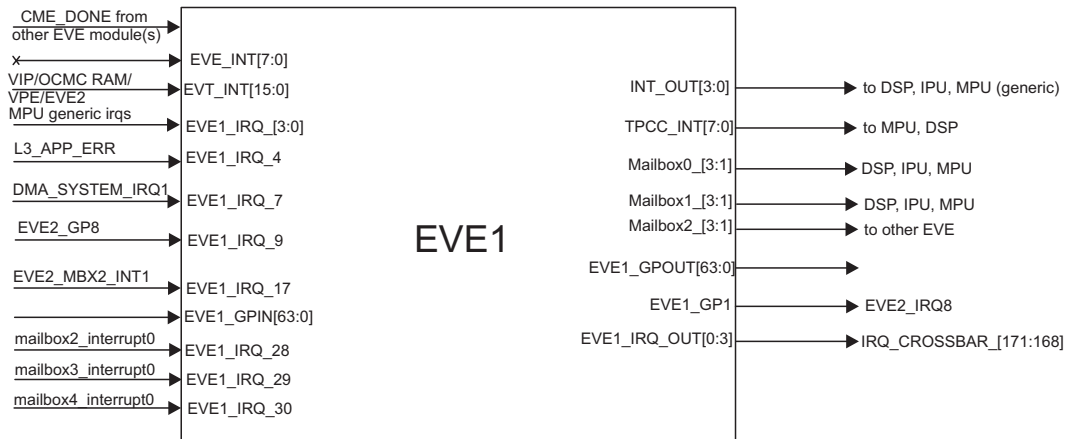 CME_DONE from
other EVE module(s)
x
EVE_INT[7:0]
VIP/OCMC RAM/
VPE/EVE2
EVT_INT[15:0]
MPU generic irqs
EVE1_IRQ_[3:0]
L3_APP_ERR
EVE1_IRQ_4
DMA_SYSTEM_IRQ1
EVE1_IRQ_7
EVE2_GP8
EVE1_IRQ_9
EVE2_MBX2_INT1
EVE1_IRQ_17
EVE1_GPIN[63:0]
mailbox2_interrupt0
EVE1_IRQ_28
mailbox3_interrupt0
EVE1_IRQ_29
mailbox4_interrupt0
EVE1_IRQ_30
EVE1
INT_OUT[3:0]
to DSP, IPU, MPU (generic)
TPCC_INT[7:0]
to MPU, DSP
Mailbox0_[3:1]
DSP, IPU, MPU
Mailbox1_[3:1]
DSP, IPU, MPU
Mailbox2_[3:1]
to other EVE
EVE1_GPOUT[63:0]
EVE1_GP1
EVE2_IRQ8
EVE1_IRQ_OUT[0:3]
IRQ_CROSSBAR_[171:168]